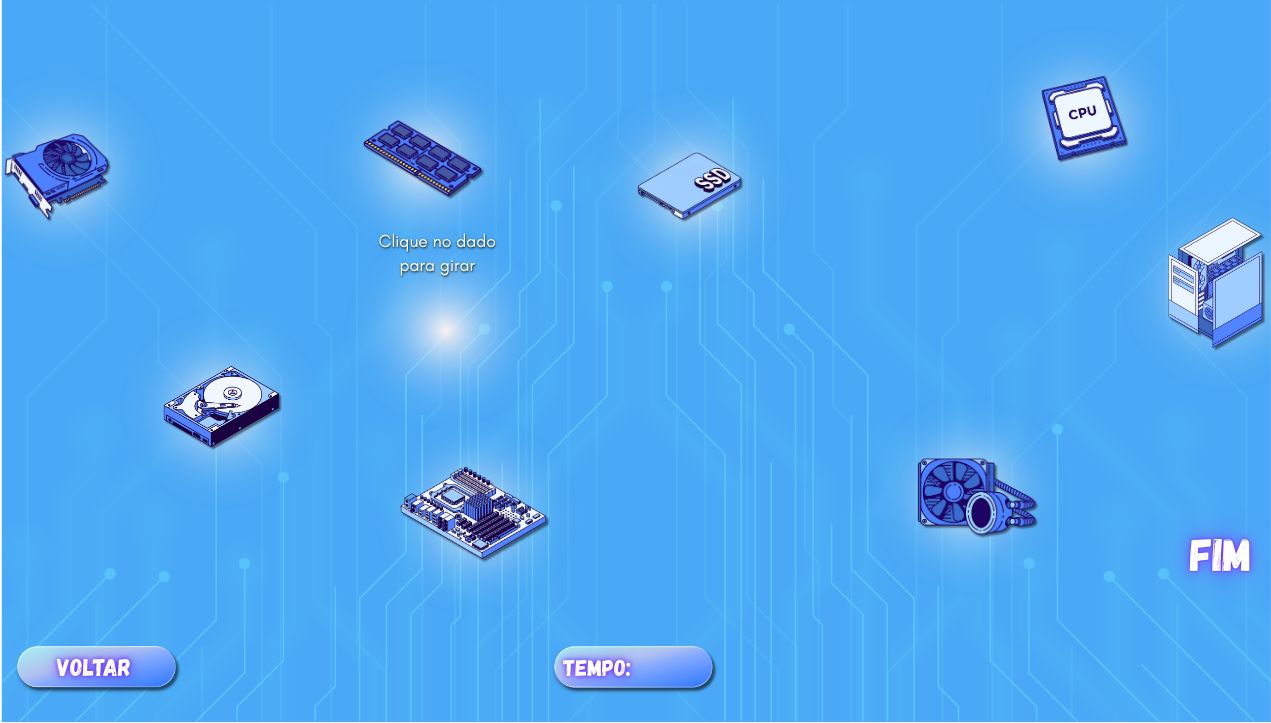 CPU
SSD
Clique no dado
para girar
FIM
VOLTAR
TEMPO: